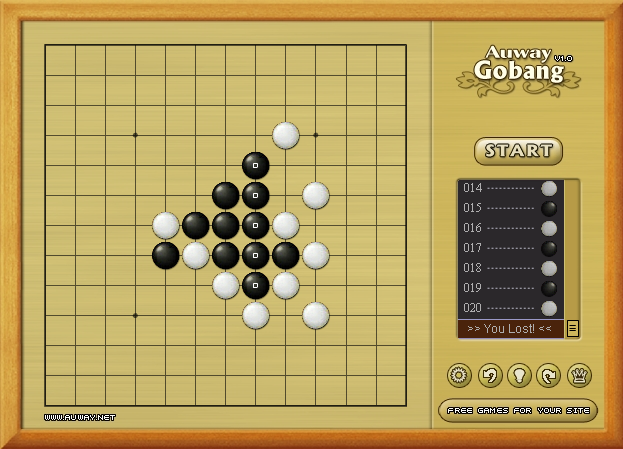 Auway
V1.0
Gobang
START
014
015
016
017
018
019
020
>> You Lost! <<
FREE GAMES FOR YOUR SITE
WWW.AUWAY.NET